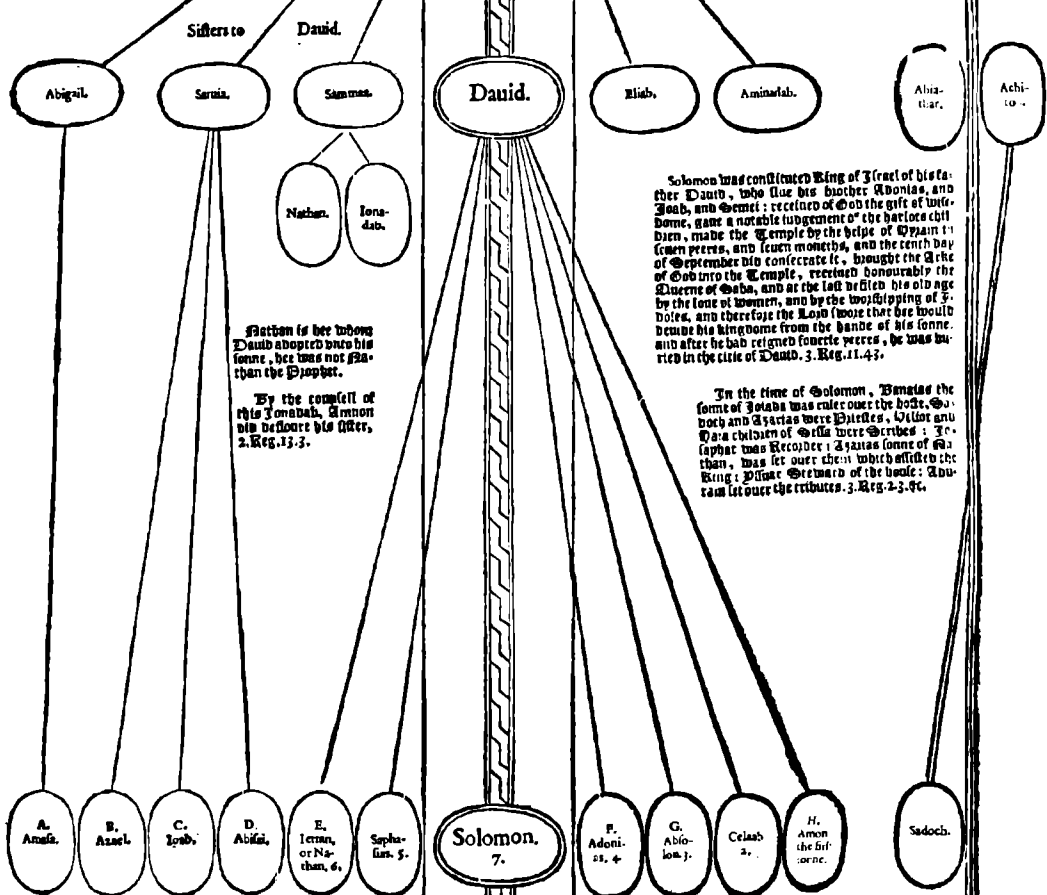 Sisters to Dauid.
Abigail.
Saruia.
Sammaa.
Dauid.
Eliab.
Aminadab.
Abia-
thar.
Achi-
Nathan.
Iona-
dab.
Solomon was constituted King of Israel of his fa-
ther Dauid, who slue his brother Adonias, and
Ioab, and Semei: receiued of God the gift of wise-
dome, gaue a notable iudgement of the harlots chil
dren, made the Temple by the helpe of Hyram in
seuen yeeres, and seuen moneths, and the tenth day
of September did consecrate it, brought the Arke
of God into the Temple, receiued honourably the
Queene of Saba, and at the last defiled his old age
by the loue of women, and by the worshipping of I-
doles, and therefore the Lord swore that hee would
deuide his kingdome from the hande of his sonne.
and after he had reigned fourtie yeeres, he was bu-
ried in the citie of Dauid. 3.Reg.11.43.
Nathan is hee whom
Dauid adopted vnto his
sonne, hee was not Na-
than the Prophet.
By the counsell of
this Ionadab, Amnon
did defloure his sister,
2.Reg.13.3.
In the time of Solomon, Banaias the
sonne of Joiada was ruler ouer the hoste, Sa-
doch and Azarias were Priestes,
children of Sessa were Scribes: Jo-
saphat was Recorder: Azarias sonne of Na
than, was set ouer them which assisted the
King: Steward of the house: Adu-
ram set ouer the tributes. 3.Reg.2.3.&c.
A.
Amasa.
B.
Azael.
C.
Ioab.
D.
Abisai.
E.
Ietran,
or Na-
than, 6.
Sapha-
5.
Solomon.
7.
F.
Adoni-
as, 4.
G.
Abso-
lon 3.
Celaab
2.
H.
Amon
the first
borne.
Sadoch.